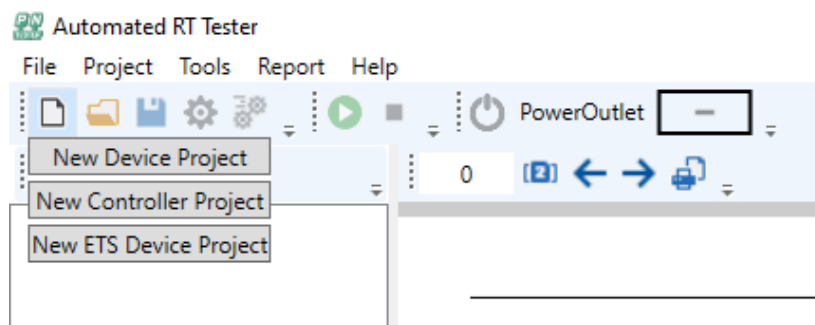 PN
Automated RT Tester
File Project Tools Report Help
PowerOutlet
New Device Project
0
New Controller Project
New ETS Device Project